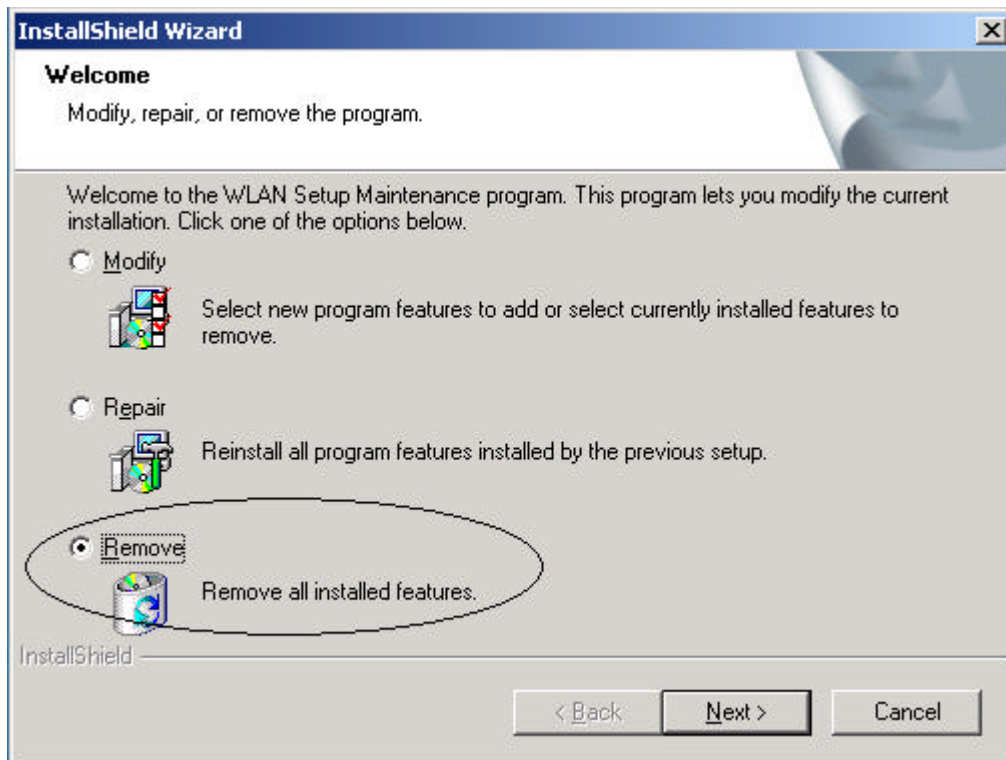 InstallShield Wizard
Welcome
Modify, repair, or remove the program.
Welcome to the WLAN Setup Maintenance program. This program lets you modify the current
installation. Click one of the options below.
Modify
Select new program features to add or select currently installed features to
remove.
Repair
Reinstall all program features installed by the previous setup.
Remove
Remove all installed features.
InstallShield
< Back
Next >
Cancel